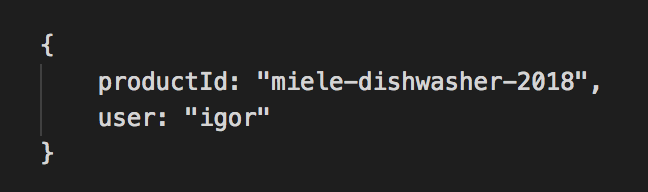 {
    productId: "miele-dishwasher-2018",
    user: "igor"
}